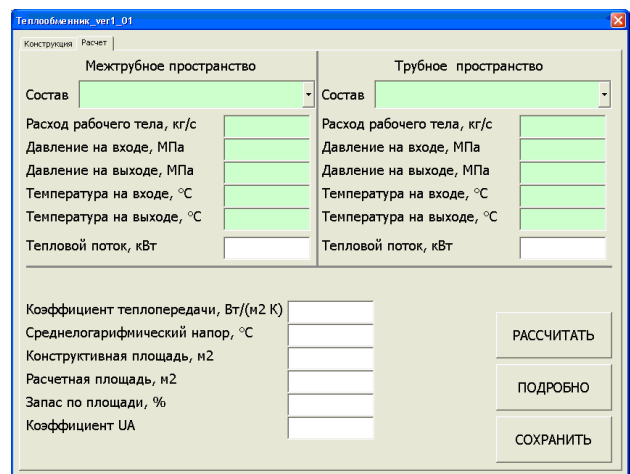 Теплообменник_ver1_01
Конструкция Расчет
Межтрубное пространство
Состав
Расход рабочего тела, кг/с
Давление на входе, МПа
Давление на выходе, МПа
Температура на входе, °C
Температура на выходе, °C
Тепловой поток, кВт
Трубное пространство
Состав
Расход рабочего тела, кг/с
Давление на входе, МПа
Давление на выходе, МПа
Температура на входе, °C
Температура на выходе, °C
Тепловой поток, кВт
Коэффициент теплопередачи, Вт/(м2 К)
Среднелогарифмический напор, °C
Конструктивная площадь, м2
Расчетная площадь, м2
Запас по площади, %
Коэффициент UA
РАССЧИТАТЬ
ПОДРОБНО
СОХРАНИТЬ